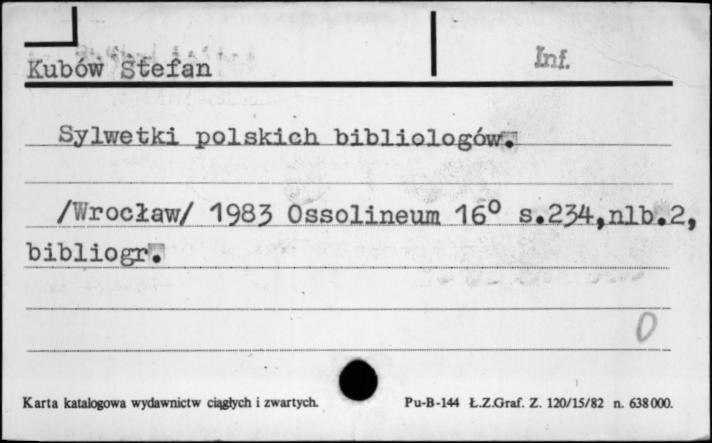 Kubów Stefan Inf.
Sylwetki polskich bibliologów.
/Wrocław/ 1983 Ossolineum 16° s.234,nlb.2,
bibliogr.
0
Karta katalogowa wydawnictw ciągłych i zwartych. Pu-B-144 Ł.Z.Graf. Z. 120/15/82 n. 638000.